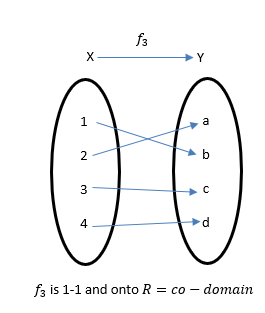 f₃
X Y
1 a
2 b
3 c
4 d
f₃ is 1-1 and onto R = co − domain